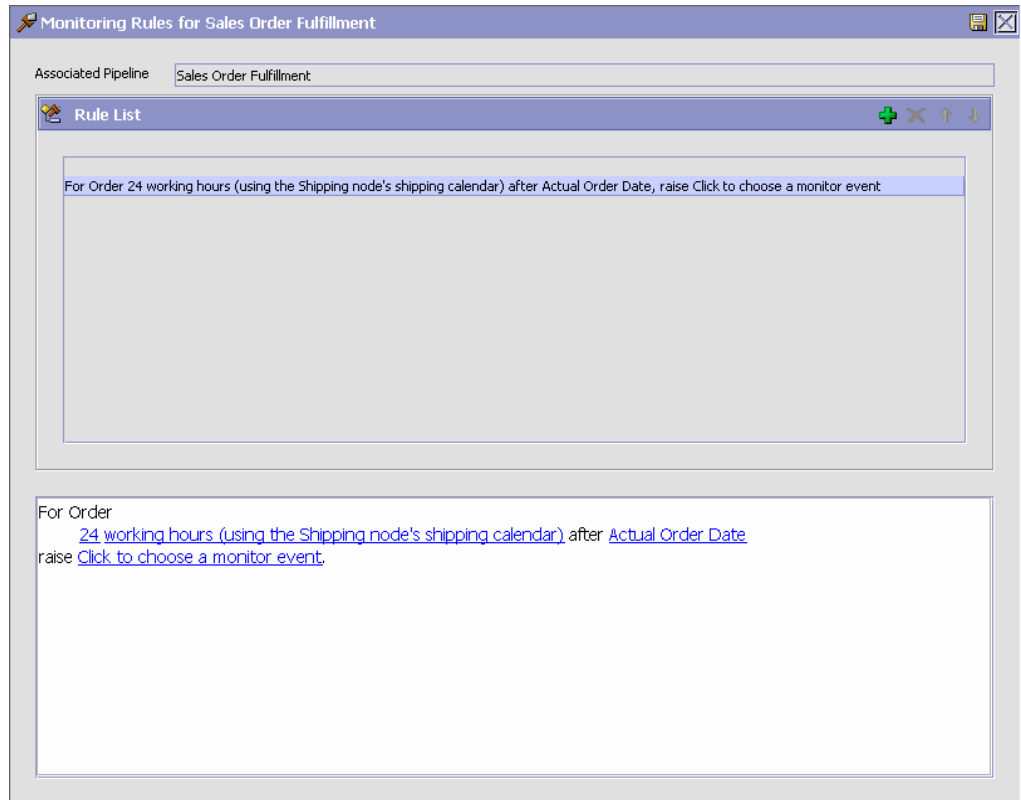 Monitoring Rules for Sales Order Fulfillment
Associated Pipeline Sales Order Fulfillment
Rule List
For Order 24 working hours (using the Shipping node's shipping calendar) after Actual Order Date, raise Click to choose a monitor event
For Order
24 working hours (using the Shipping node's shipping calendar) after Actual Order Date
raise Click to choose a monitor event.